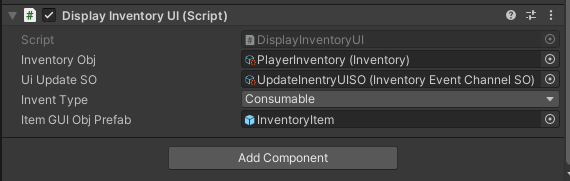 Display Inventory UI (Script)
Script DisplayInventoryUI
Inventory Obj PlayerInventory (Inventory)
Ui Update SO UpdateInentryUISO (Inventory Event Channel SO)
Invent Type Consumable
Item GUI Obj Prefab InventoryItem
Add Component